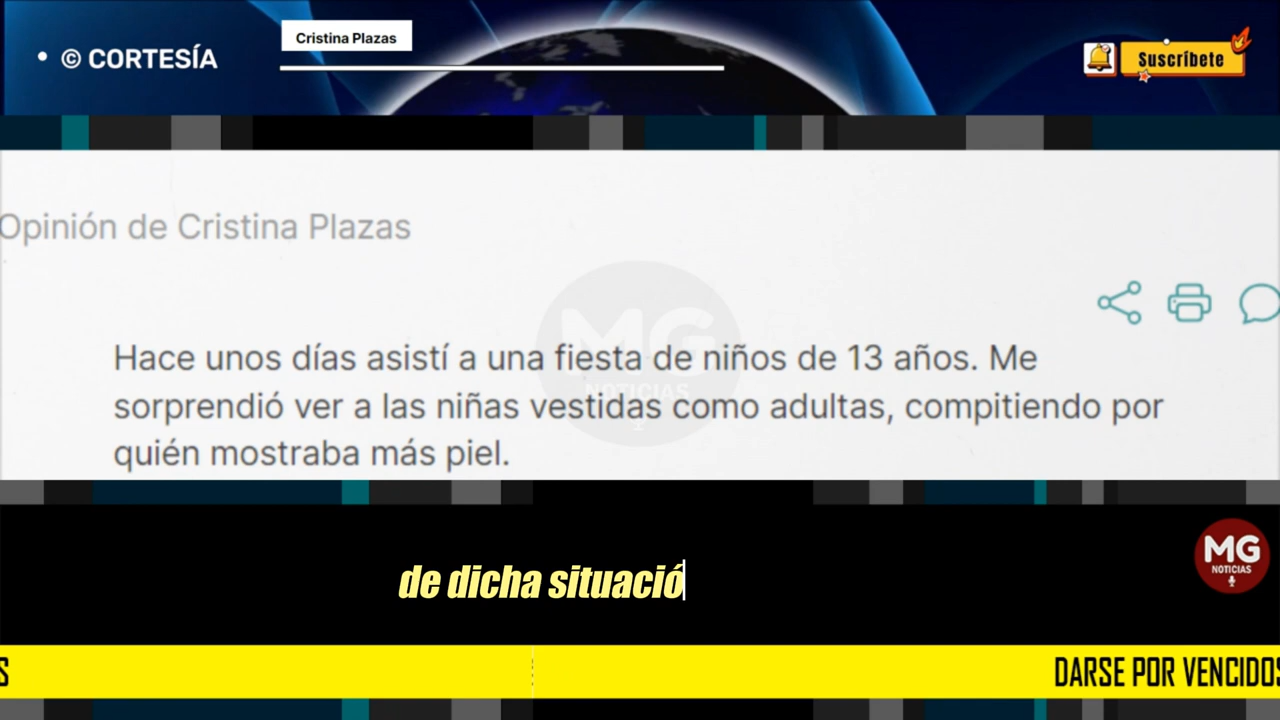 • © CORTESÍA
Cristina Plazas
Suscríbete
Opinión de Cristina Plazas
MG
NOTICIAS
Hace unos días asistí a una fiesta de niños de 13 años. Me
sorprendió ver a las niñas vestidas como adultas, compitiendo por
quién mostraba más piel.
de dicha situació
MG
NOTICIAS
S
DARSE POR VENCIDOS